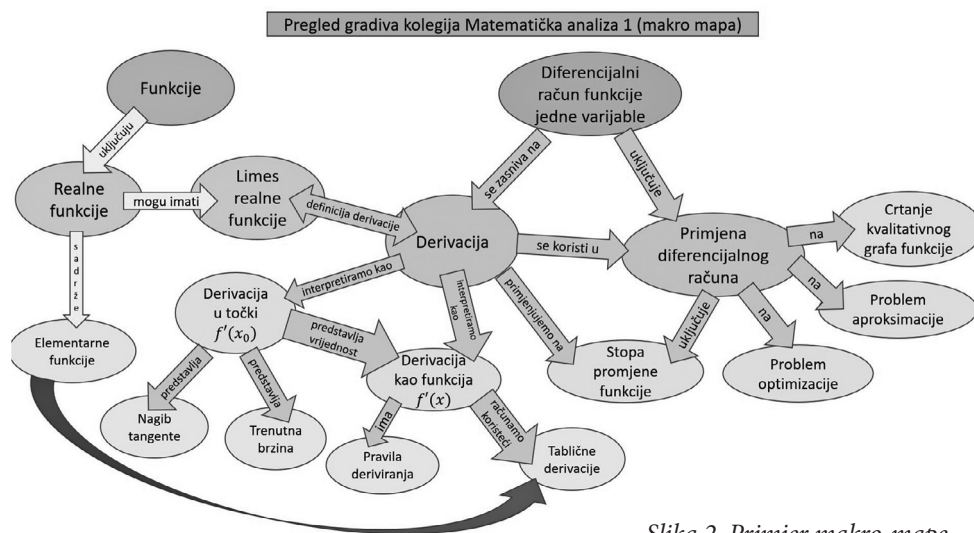 Pregled gradiva kolegija Matematička analiza 1 (makro mapa)
Funkcije
uključuju
Realne
funkcije
mogu imati
Limes
realne
funkcije
definicija derivacije
sadrže
Elementarne
funkcije
Diferencijalni
račun funkcije
jedne varijable
se zasniva na
uključuje
Derivacija
se koristi u
Primjena
diferencijalnog
računa
na
Crtanje
kvalitativnog
grafa funkcije
na
Problem
aproksimacije
na
Problem
optimizacije
uključuje
primjenjujemo na
Stopa
promjene
funkcije
interpretiramo kao
Derivacija
u točki
f′(x₀)
interpretiramo
kao
predstavlja
vrijednost
Derivacija
kao funkcija
f′(x)
predstavlja
Nagib
tangente
predstavlja
Trenutna
brzina
ima
Pravila
deriviranja
računamo
koristeći
Tablične
derivacije
Slika 2. Primjer makro-mape